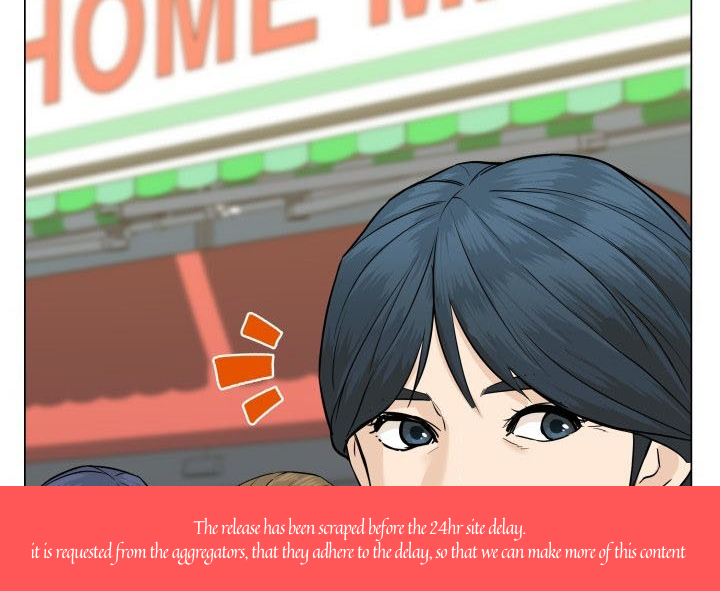 HOME M
The release has been scraped before the 24hr site delay.
it is requested from the aggregators, that they adhere to the delay, so that we can make more of this content